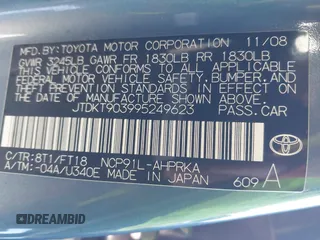 MFD.BY:TOYOTA MOTOR CORPORATION 11/08
GVWR 3245LB GAWR FR 1830LB RR 1830LB
THIS VEHICLE CONFORMS TO ALL APPLICABLE
FEDERAL MOTOR VEHICLE SAFETY, BUMPER, AND
THEFT PREVENTION STANDARDS IN EFFECT ON
THE DATE OF MANUFACTURE SHOWN ABOVE.
JTDKT903995249623 PASS.CAR
C/TR:8T1/FT18 NCP91L-AHPRKA
A/TM:-04A/U340E MADE IN JAPAN
TOYOTA
609 A